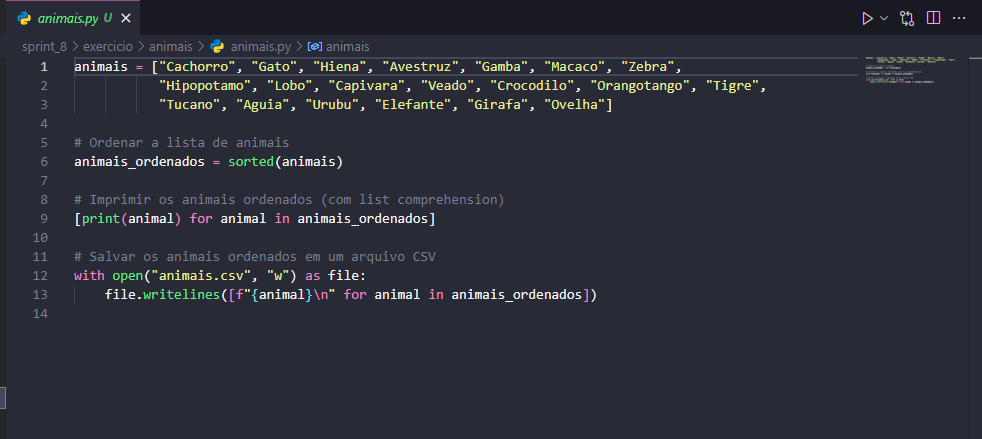 animais.py U
sprint_8 > exercicio > animais > animais.py > animais
1 animais = ["Cachorro", "Gato", "Hiena", "Avestruz", "Gamba", "Macaco", "Zebra",
2 "Hipopotamo", "Lobo", "Capivara", "Veado", "Crocodilo", "Orangotango", "Tigre",
3 "Tucano", "Aguia", "Urubu", "Elefante", "Girafa", "Ovelha"]
4
5 # Ordenar a lista de animais
6 animais_ordenados = sorted(animais)
7
8 # Imprimir os animais ordenados (com list comprehension)
9 [print(animal) for animal in animais_ordenados]
10
11 # Salvar os animais ordenados em um arquivo CSV
12 with open("animais.csv", "w") as file:
13 file.writelines([f"{animal}\n" for animal in animais_ordenados])
14